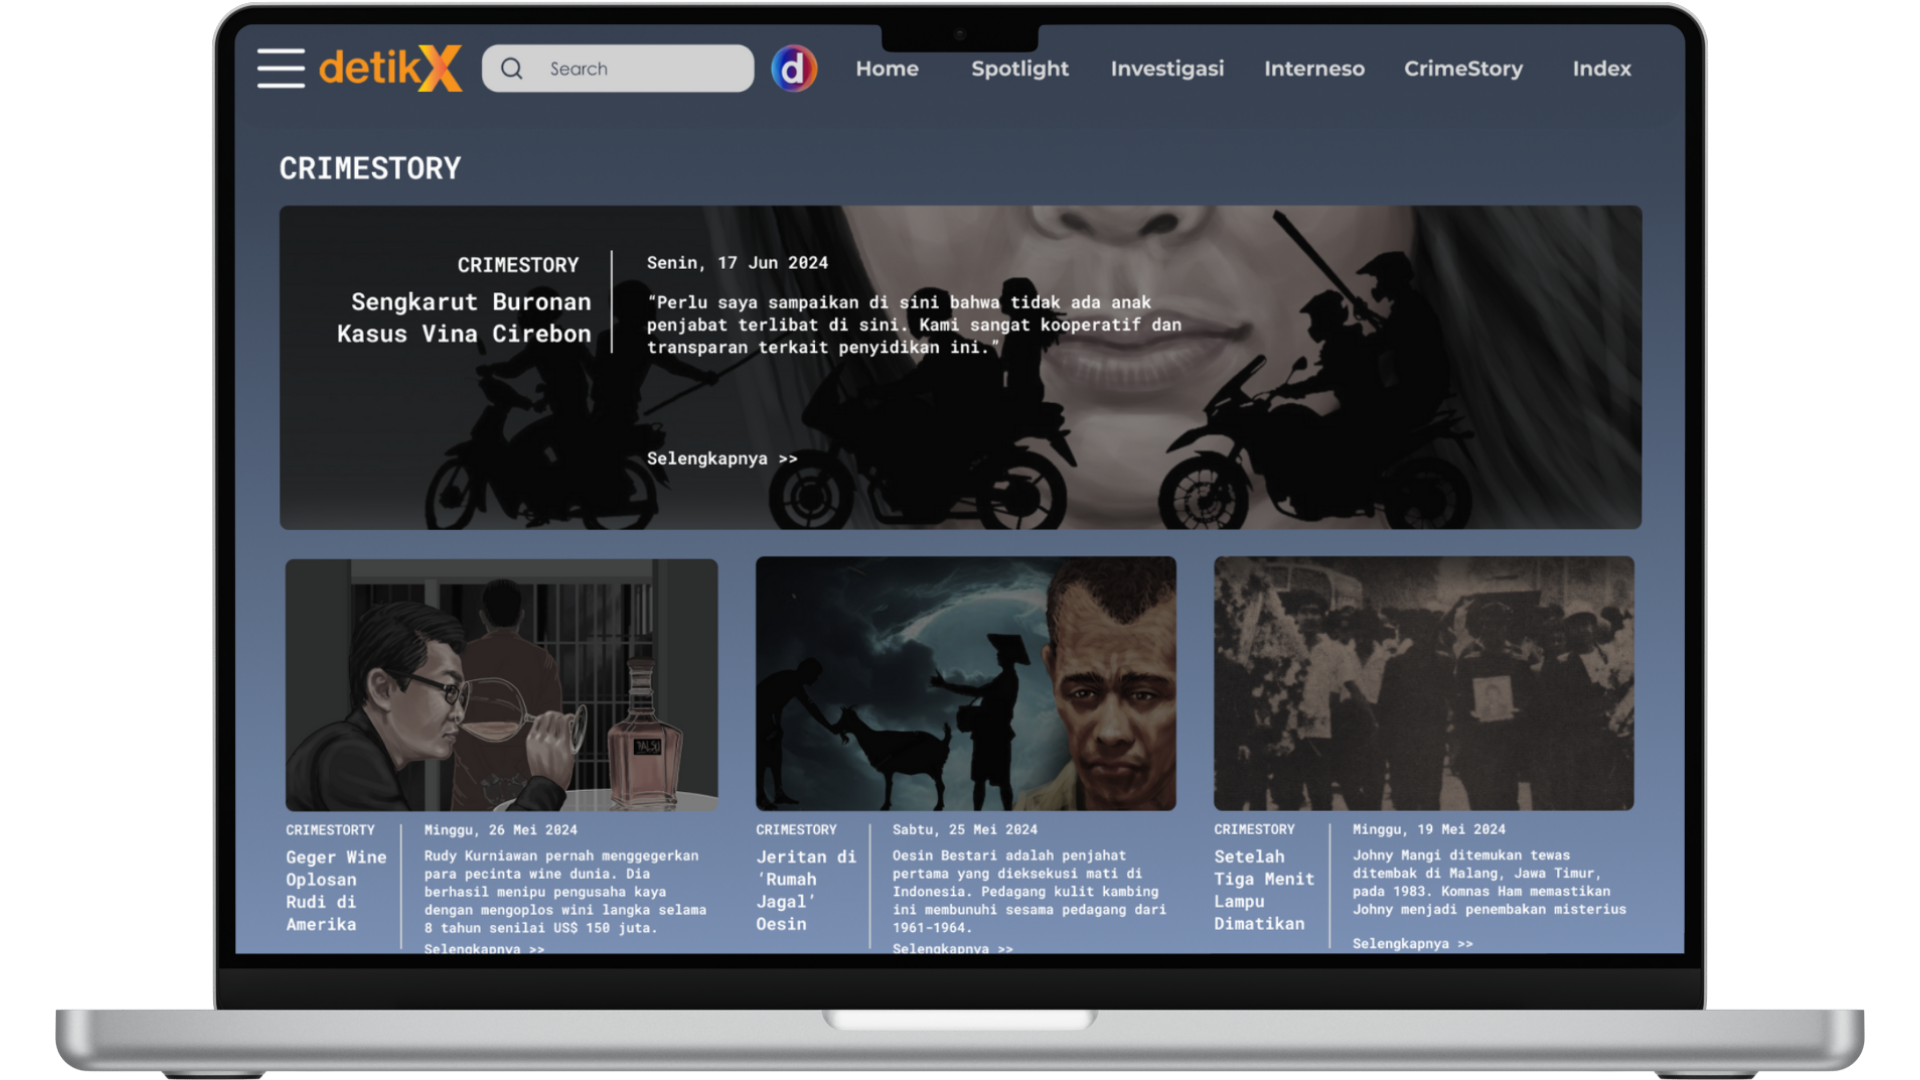 detikX
Search
d
Home
Spotlight
Investigasi
Interneso
CrimeStory
Index
CRIMESTORY
CRIMESTORY
Sengkarut Buronan
Kasus Vina Cirebon
Senin, 17 Jun 2024
“Perlu saya sampaikan di sini bahwa tidak ada anak
penjabat terlibat di sini. Kami sangat kooperatif dan
transparan terkait penyidikan ini.”
Selengkapnya >>
PALSU
CRIMESTORTY
Geger Wine
Oplosan
Rudi di
Amerika
Minggu, 26 Mei 2024
Rudy Kurniawan pernah menggegerkan
para pecinta wine dunia. Dia
berhasil menipu pengusaha kaya
dengan mengoplos wini langka selama
8 tahun senilai US$ 150 juta.
Selengkapnya >>
CRIMESTORY
Jeritan di
‘Rumah
Jagal’
Oesin
Sabtu, 25 Mei 2024
Oesin Bestari adalah penjahat
pertama yang dieksekusi mati di
Indonesia. Pedagang kulit kambing
ini membunuhi sesama pedagang dari
1961-1964.
Selengkapnya >>
CRIMESTORY
Setelah
Tiga Menit
Lampu
Dimatikan
Minggu, 19 Mei 2024
Johny Mangi ditemukan tewas
ditembak di Malang, Jawa Timur,
pada 1983. Komnas Ham memastikan
Johny menjadi penembakan misterius
Selengkapnya >>